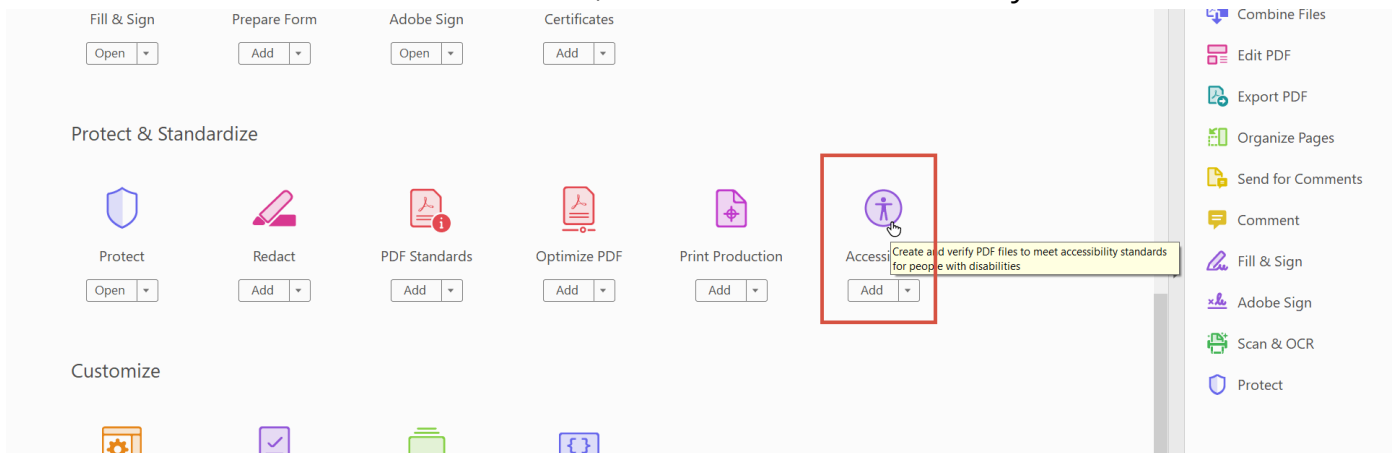 Fill & Sign Prepare Form Adobe Sign Certificates
Open Add Open Add
Protect & Standardize
Protect Redact PDF Standards Optimize PDF Print Production Accessi
Create and verify PDF files to meet accessibility standards
for people with disabilities
Open Add Add Add Add Add
Customize
Combine Files
Edit PDF
Export PDF
Organize Pages
Send for Comments
Comment
Fill & Sign
Adobe Sign
Scan & OCR
Protect